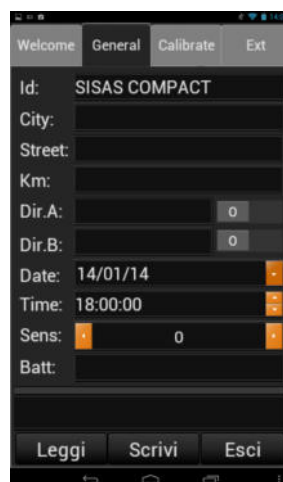 Welcome General Calibrate Ext
Id: SISAS COMPACT
City:
Street:
Km:
Dir.A: 0
Dir.B: 0
Date: 14/01/14
Time: 18:00:00
Sens: 0
Batt:
Leggi Scrivi Esci